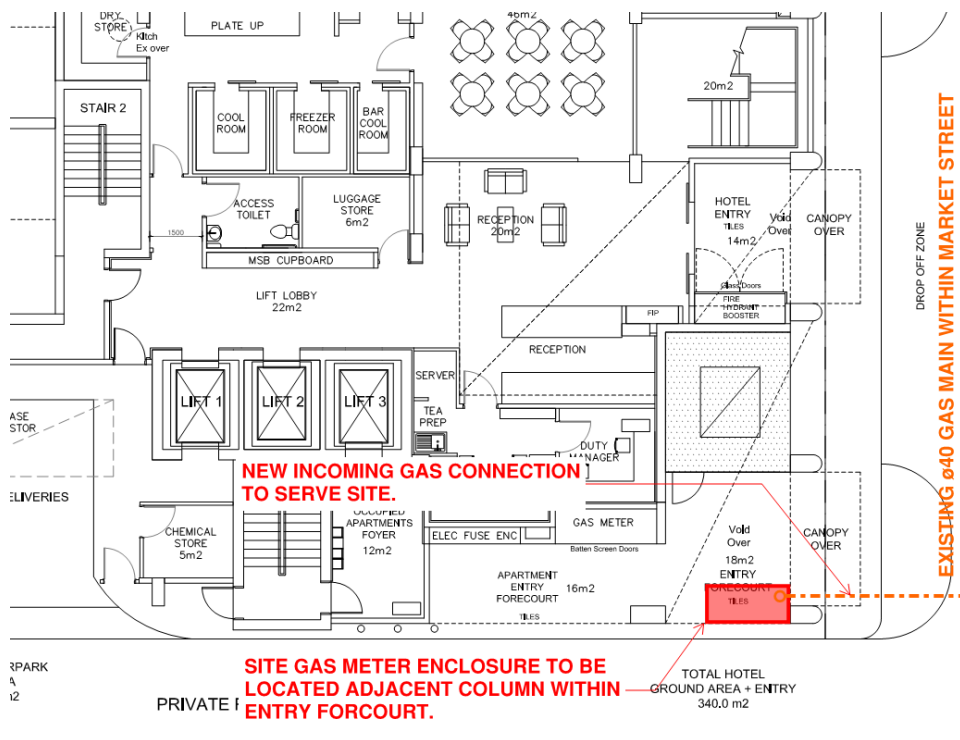 DRY
STORE
Kitch
Ex over
PLATE UP
46m2
STAIR 2
COOL
ROOM
FREEZER
ROOM
BAR
COOL
ROOM
20m2
ACCESS
TOILET
LUGGAGE
STORE
6m2
1500
MSB CUPBOARD
RECEPTION
20m2
HOTEL
ENTRY
TILES
14m2
Void
Over
CANOPY
OVER
DROP OFF ZONE
EXISTING ø40 GAS MAIN WITHIN MARKET STREET
Glass Doors
FIRE
HYDRANT
BOOSTER
LIFT LOBBY
22m2
FIP
RECEPTION
SERVER
LIFT 1
LIFT 2
LIFT 3
TEA
PREP
DUTY
MANAGER
NEW INCOMING GAS CONNECTION
TO SERVE SITE.
ASE
STOR
ELIVERIES
CHEMICAL
STORE
5m2
OCCUPIED
APARTMENTS
FOYER
12m2
ELEC FUSE ENC
GAS METER
Batten Screen Doors
Void
Over
18m2
ENTRY
FORECOURT
TILES
CANOPY
OVER
APARTMENT
ENTRY
FORECOURT
16m2
TILES
SITE GAS METER ENCLOSURE TO BE
LOCATED ADJACENT COLUMN WITHIN
ENTRY FORCOURT.
TOTAL HOTEL
GROUND AREA + ENTRY
340.0 m2
RPARK
A
m2
PRIVATE